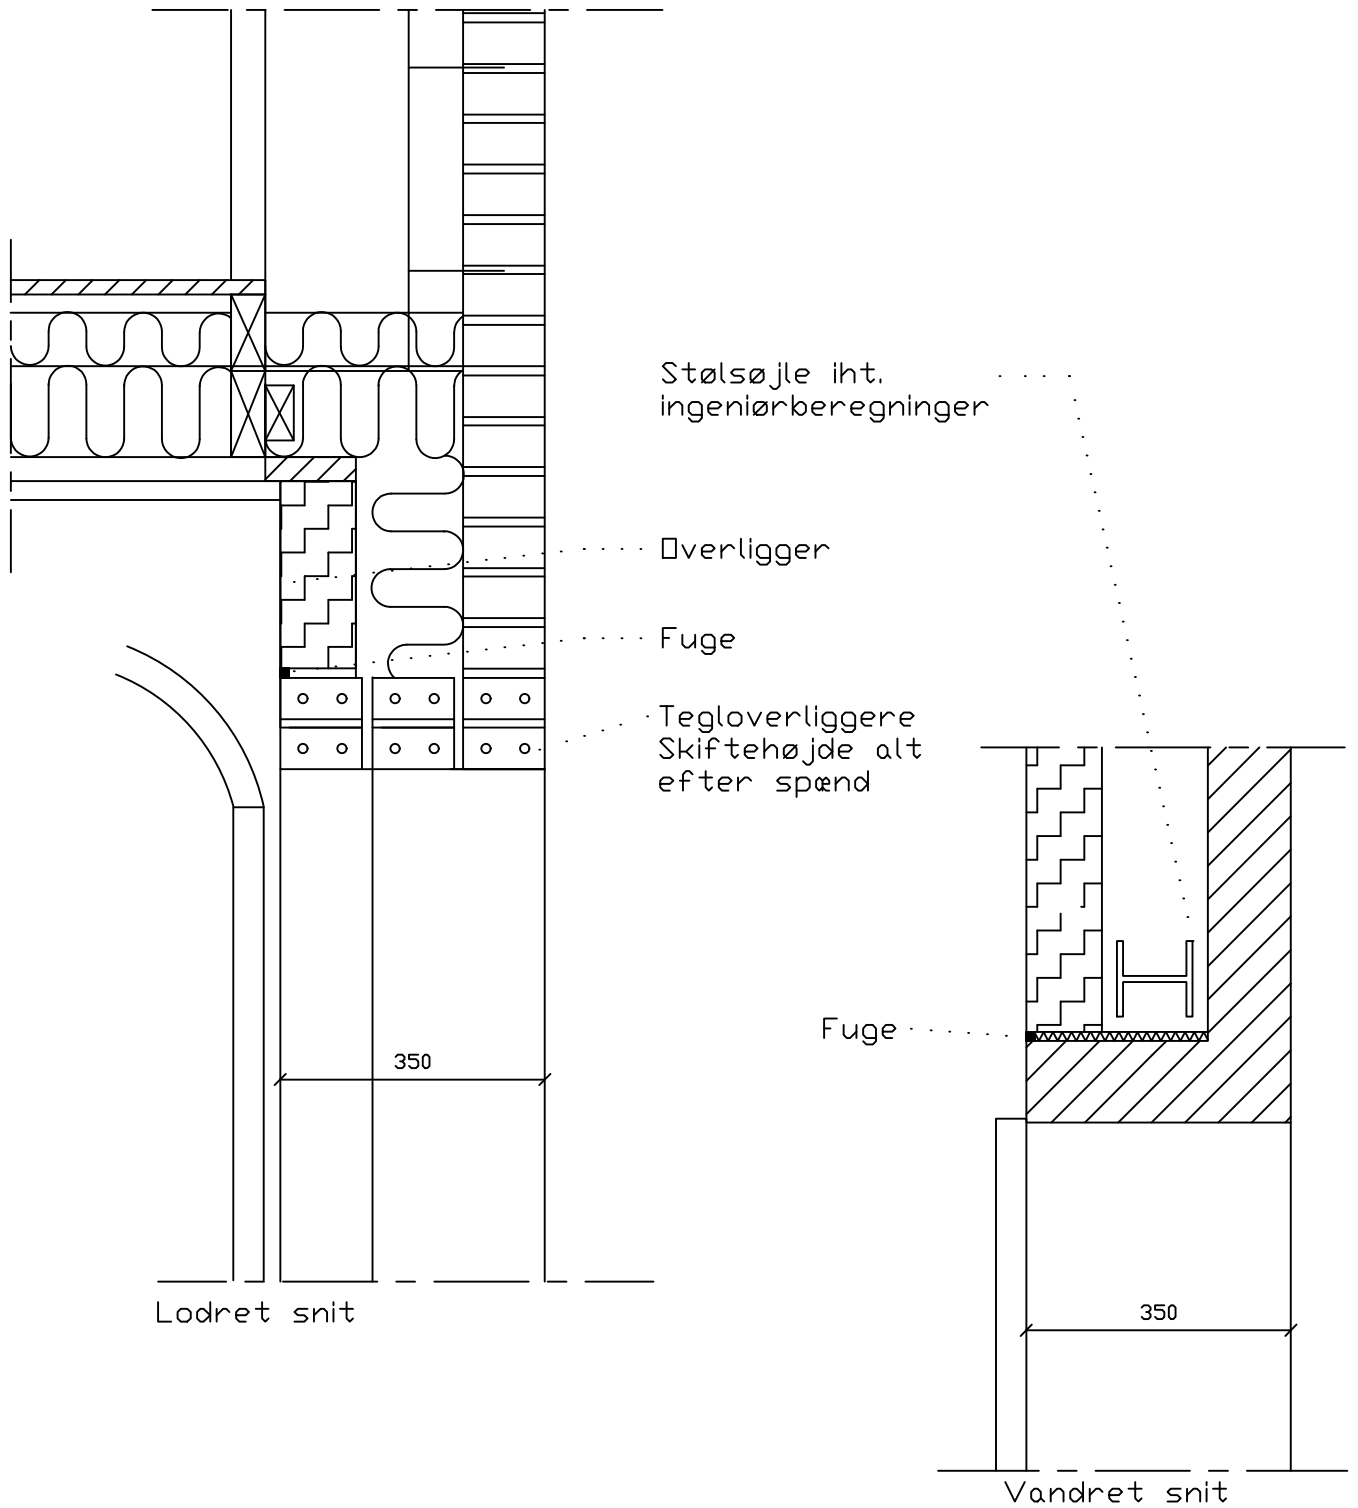 Stølsøjle iht.
ingeniørberegninger
Overligger
Fuge
Tegloverliggere
Skiftehøjde alt
efter spænd
Fuge
350
350
Lodret snit
Vandret snit